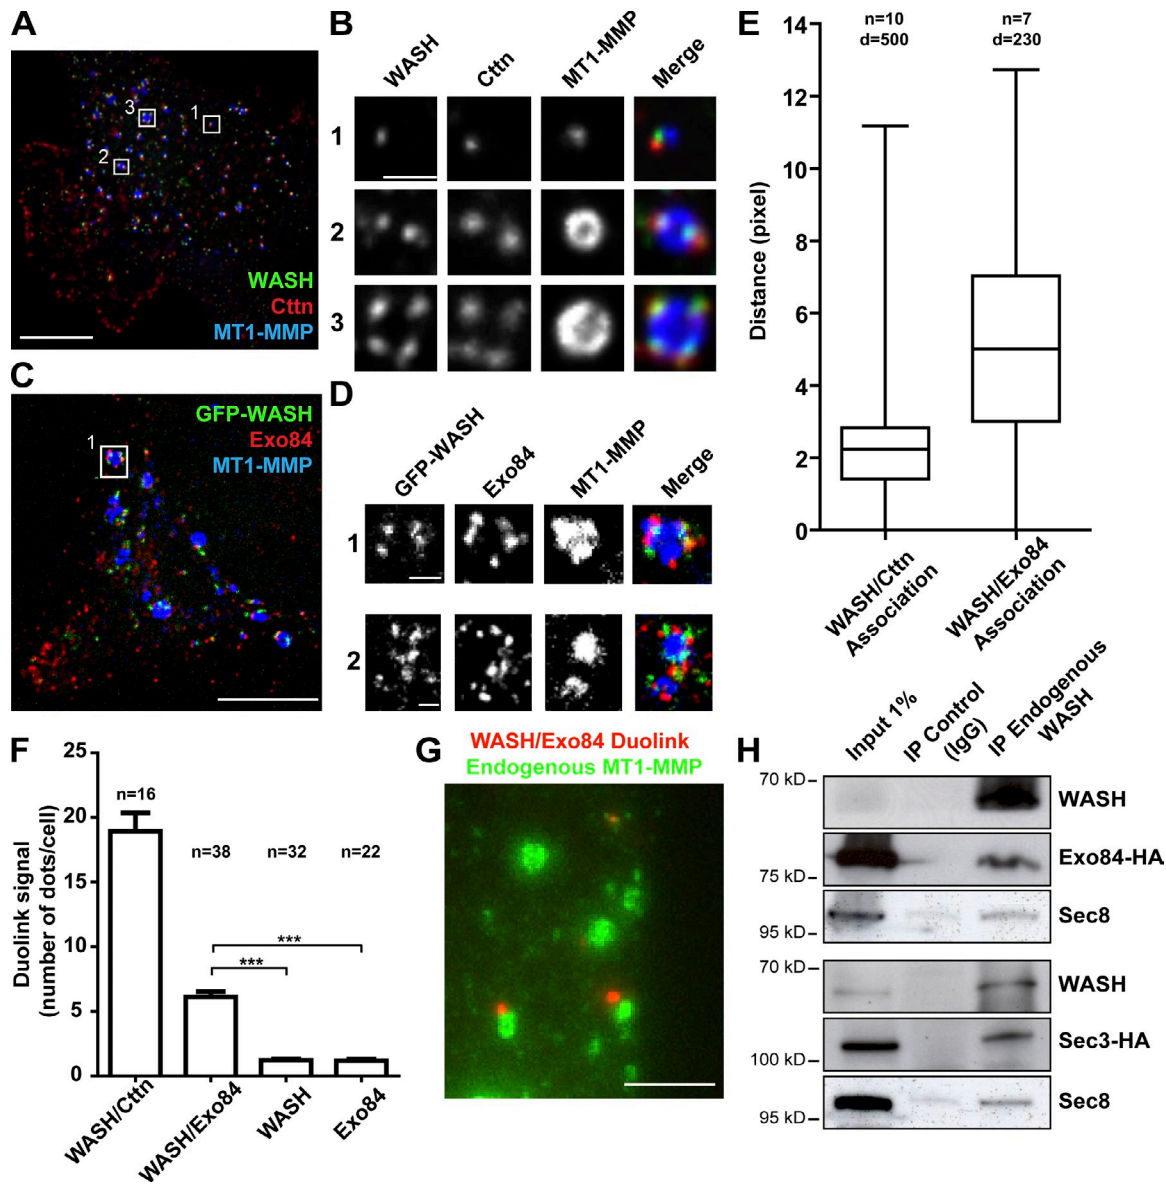 A
3
1
2
WASH
Cttn
MT1-MMP
B
WASH
Cttn
MT1-MMP
Merge
1
2
3
C
GFP-WASH
Exo84
MT1-MMP
1
D
GFP-WASH
Exo84
MT1-MMP
Merge
1
2
E
n=10
d=500
n=7
d=230
Distance (pixel)
14
12
10
8
6
4
2
0
WASH/Cttn
Association
WASH/Exo84
Association
F
Duolink signal
(number of dots/cell)
25
20
15
10
5
0
n=16
n=38
n=32
n=22
***
***
WASH/Cttn
WASH/Exo84
WASH
Exo84
G
WASH/Exo84 Duolink
Endogenous MT1-MMP
H
Input 1%
IP Control
(IgG)
IP Endogenous
WASH
70 kD
WASH
Exo84-HA
75 kD
Sec8
95 kD
70 kD
WASH
Sec3-HA
100 kD
Sec8
95 kD